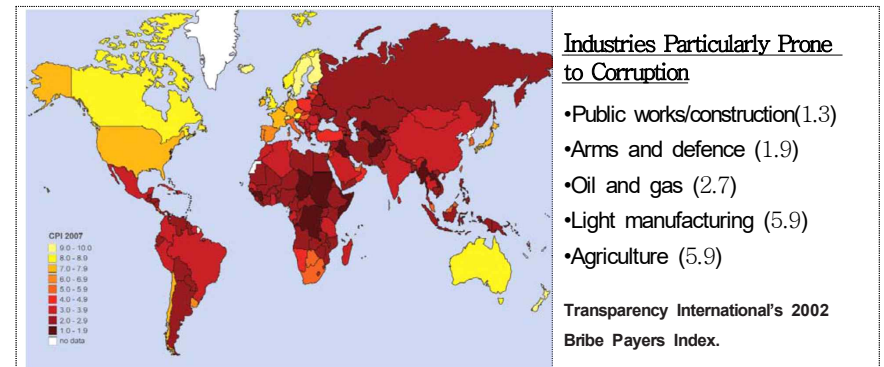 CPI 2007
9.0 - 10.0
8.0 - 8.9
7.0 - 7.9
6.0 - 6.9
5.0 - 5.9
4.0 - 4.9
3.0 - 3.9
2.0 - 2.9
1.0 - 1.9
no data
Industries Particularly Prone
to Corruption
•Public works/construction(1.3)
•Arms and defence (1.9)
•Oil and gas (2.7)
•Light manufacturing (5.9)
•Agriculture (5.9)
Transparency International's 2002
Bribe Payers Index.